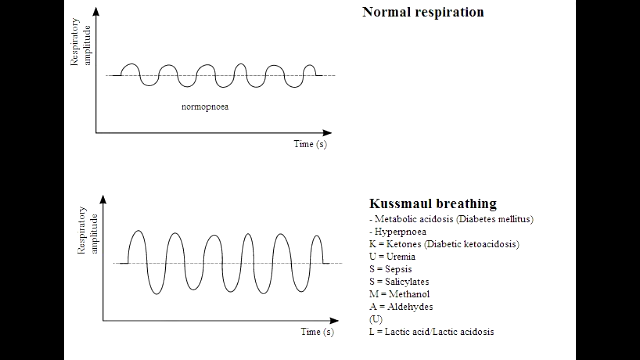 Normal respiration
Respiratory
amplitude
normopnoea
Time (s)
Kussmaul breathing
- Metabolic acidosis (Diabetes mellitus)
- Hyperpnoea
K = Ketones (Diabetic ketoacidosis)
U = Uremia
S = Sepsis
S = Salicylates
M = Methanol
A = Aldehydes
(U)
L = Lactic acid/Lactic acidosis
Respiratory
amplitude
Time (s)